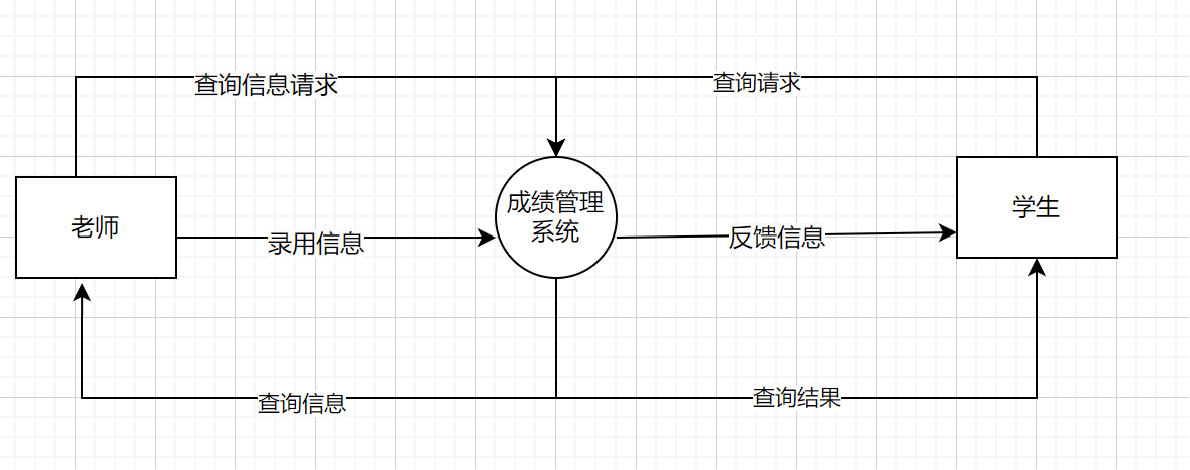 查询信息请求
查询请求
老师
录用信息
成绩管理
系统
反馈信息
学生
查询信息
查询结果